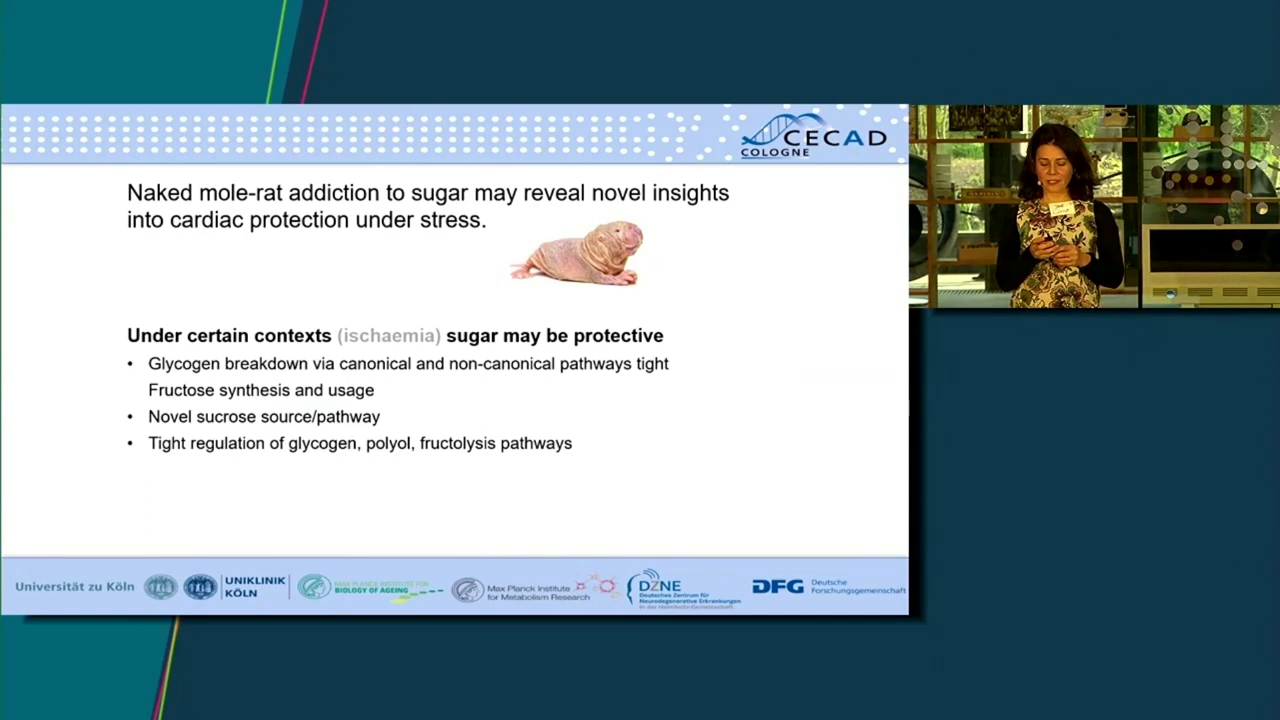 CECAD
COLOGNE
Naked mole-rat addiction to sugar may reveal novel insights
into cardiac protection under stress.
Under certain contexts (ischaemia) sugar may be protective
• Glycogen breakdown via canonical and non-canonical pathways tight
Fructose synthesis and usage
• Novel sucrose source/pathway
• Tight regulation of glycogen, polyol, fructolysis pathways
Universität zu Köln
UNIKLINIK
KÖLN
MAX PLANCK INSTITUTE FOR
BIOLOGY OF AGEING
Max Planck Institute
for Metabolism Research
DZNE
Deutsches Zentrum für
Neurodegenerative Erkrankungen
in der Helmholtz-Gemeinschaft
DFG
Deutsche
Forschungsgemeinschaft